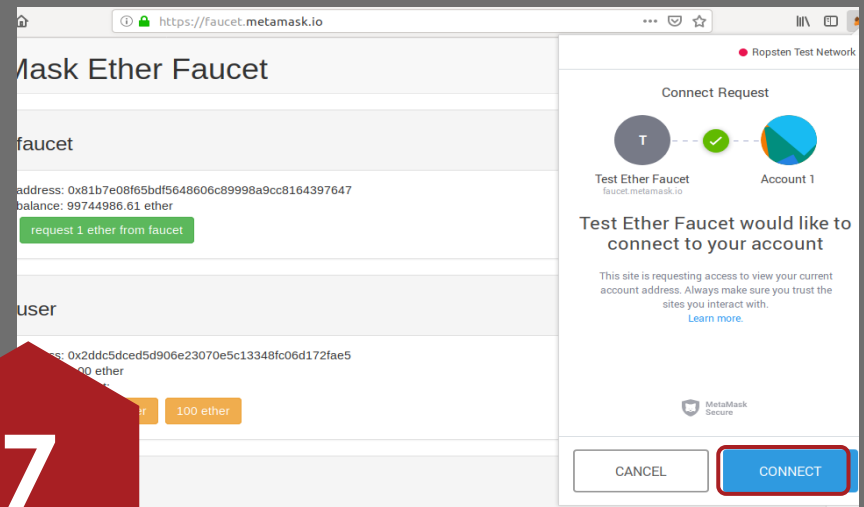 https://faucet.metamask.io
Mask Ether Faucet
faucet
address: 0x81b7e08f65bdf5648606c89998a9cc8164397647
balance: 99744986.61 ether
request 1 ether from faucet
user
0x2ddc5dced5d906e23070e5c13348fc06d172fae5
ether
100 ether
7
Ropsten Test Network
Connect Request
T
Test Ether Faucet
faucet.metamask.io
Account 1
Test Ether Faucet would like to
connect to your account
This site is requesting access to view your current
account address. Always make sure you trust the
sites you interact with.
Learn more.
MetaMask
Secure
CANCEL
CONNECT